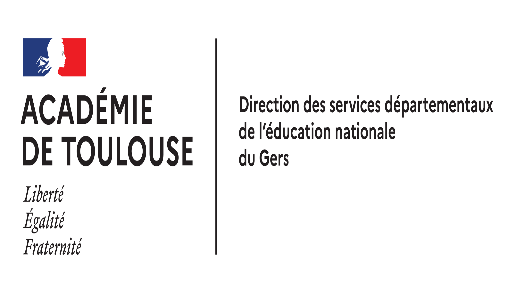 ACADÉMIE
DE TOULOUSE
Liberté
Égalité
Fraternité
Direction des services départementaux
de l'éducation nationale
du Gers